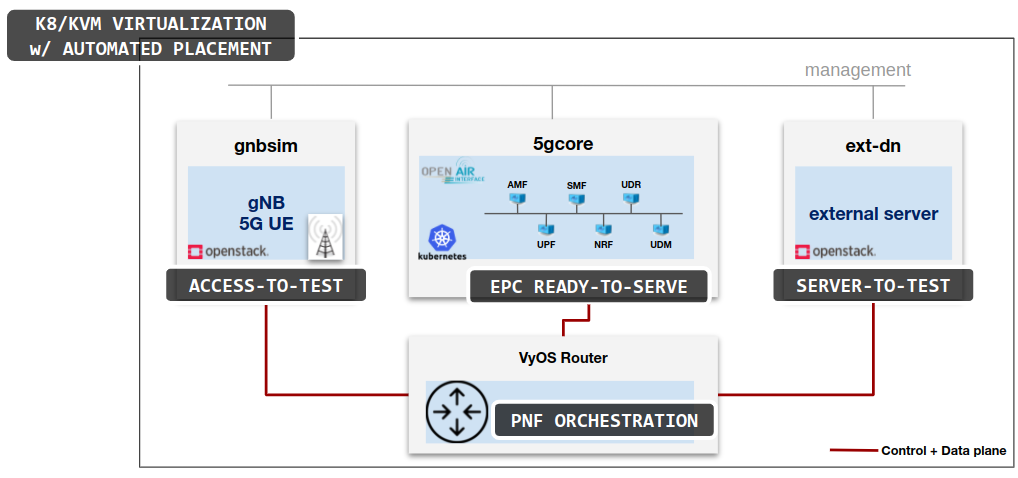 K8/KVM VIRTUALIZATION
w/ AUTOMATED PLACEMENT
management
gnbsim
gNB
5G UE
openstack.
ACCESS-TO-TEST
5gcore
OPEN AIR
INTERFACE
AMF
SMF
UDR
UPF
NRF
UDM
kubernetes
EPC READY-TO-SERVE
ext-dn
external server
openstack.
SERVER-TO-TEST
VyOS Router
PNF ORCHESTRATION
Control + Data plane